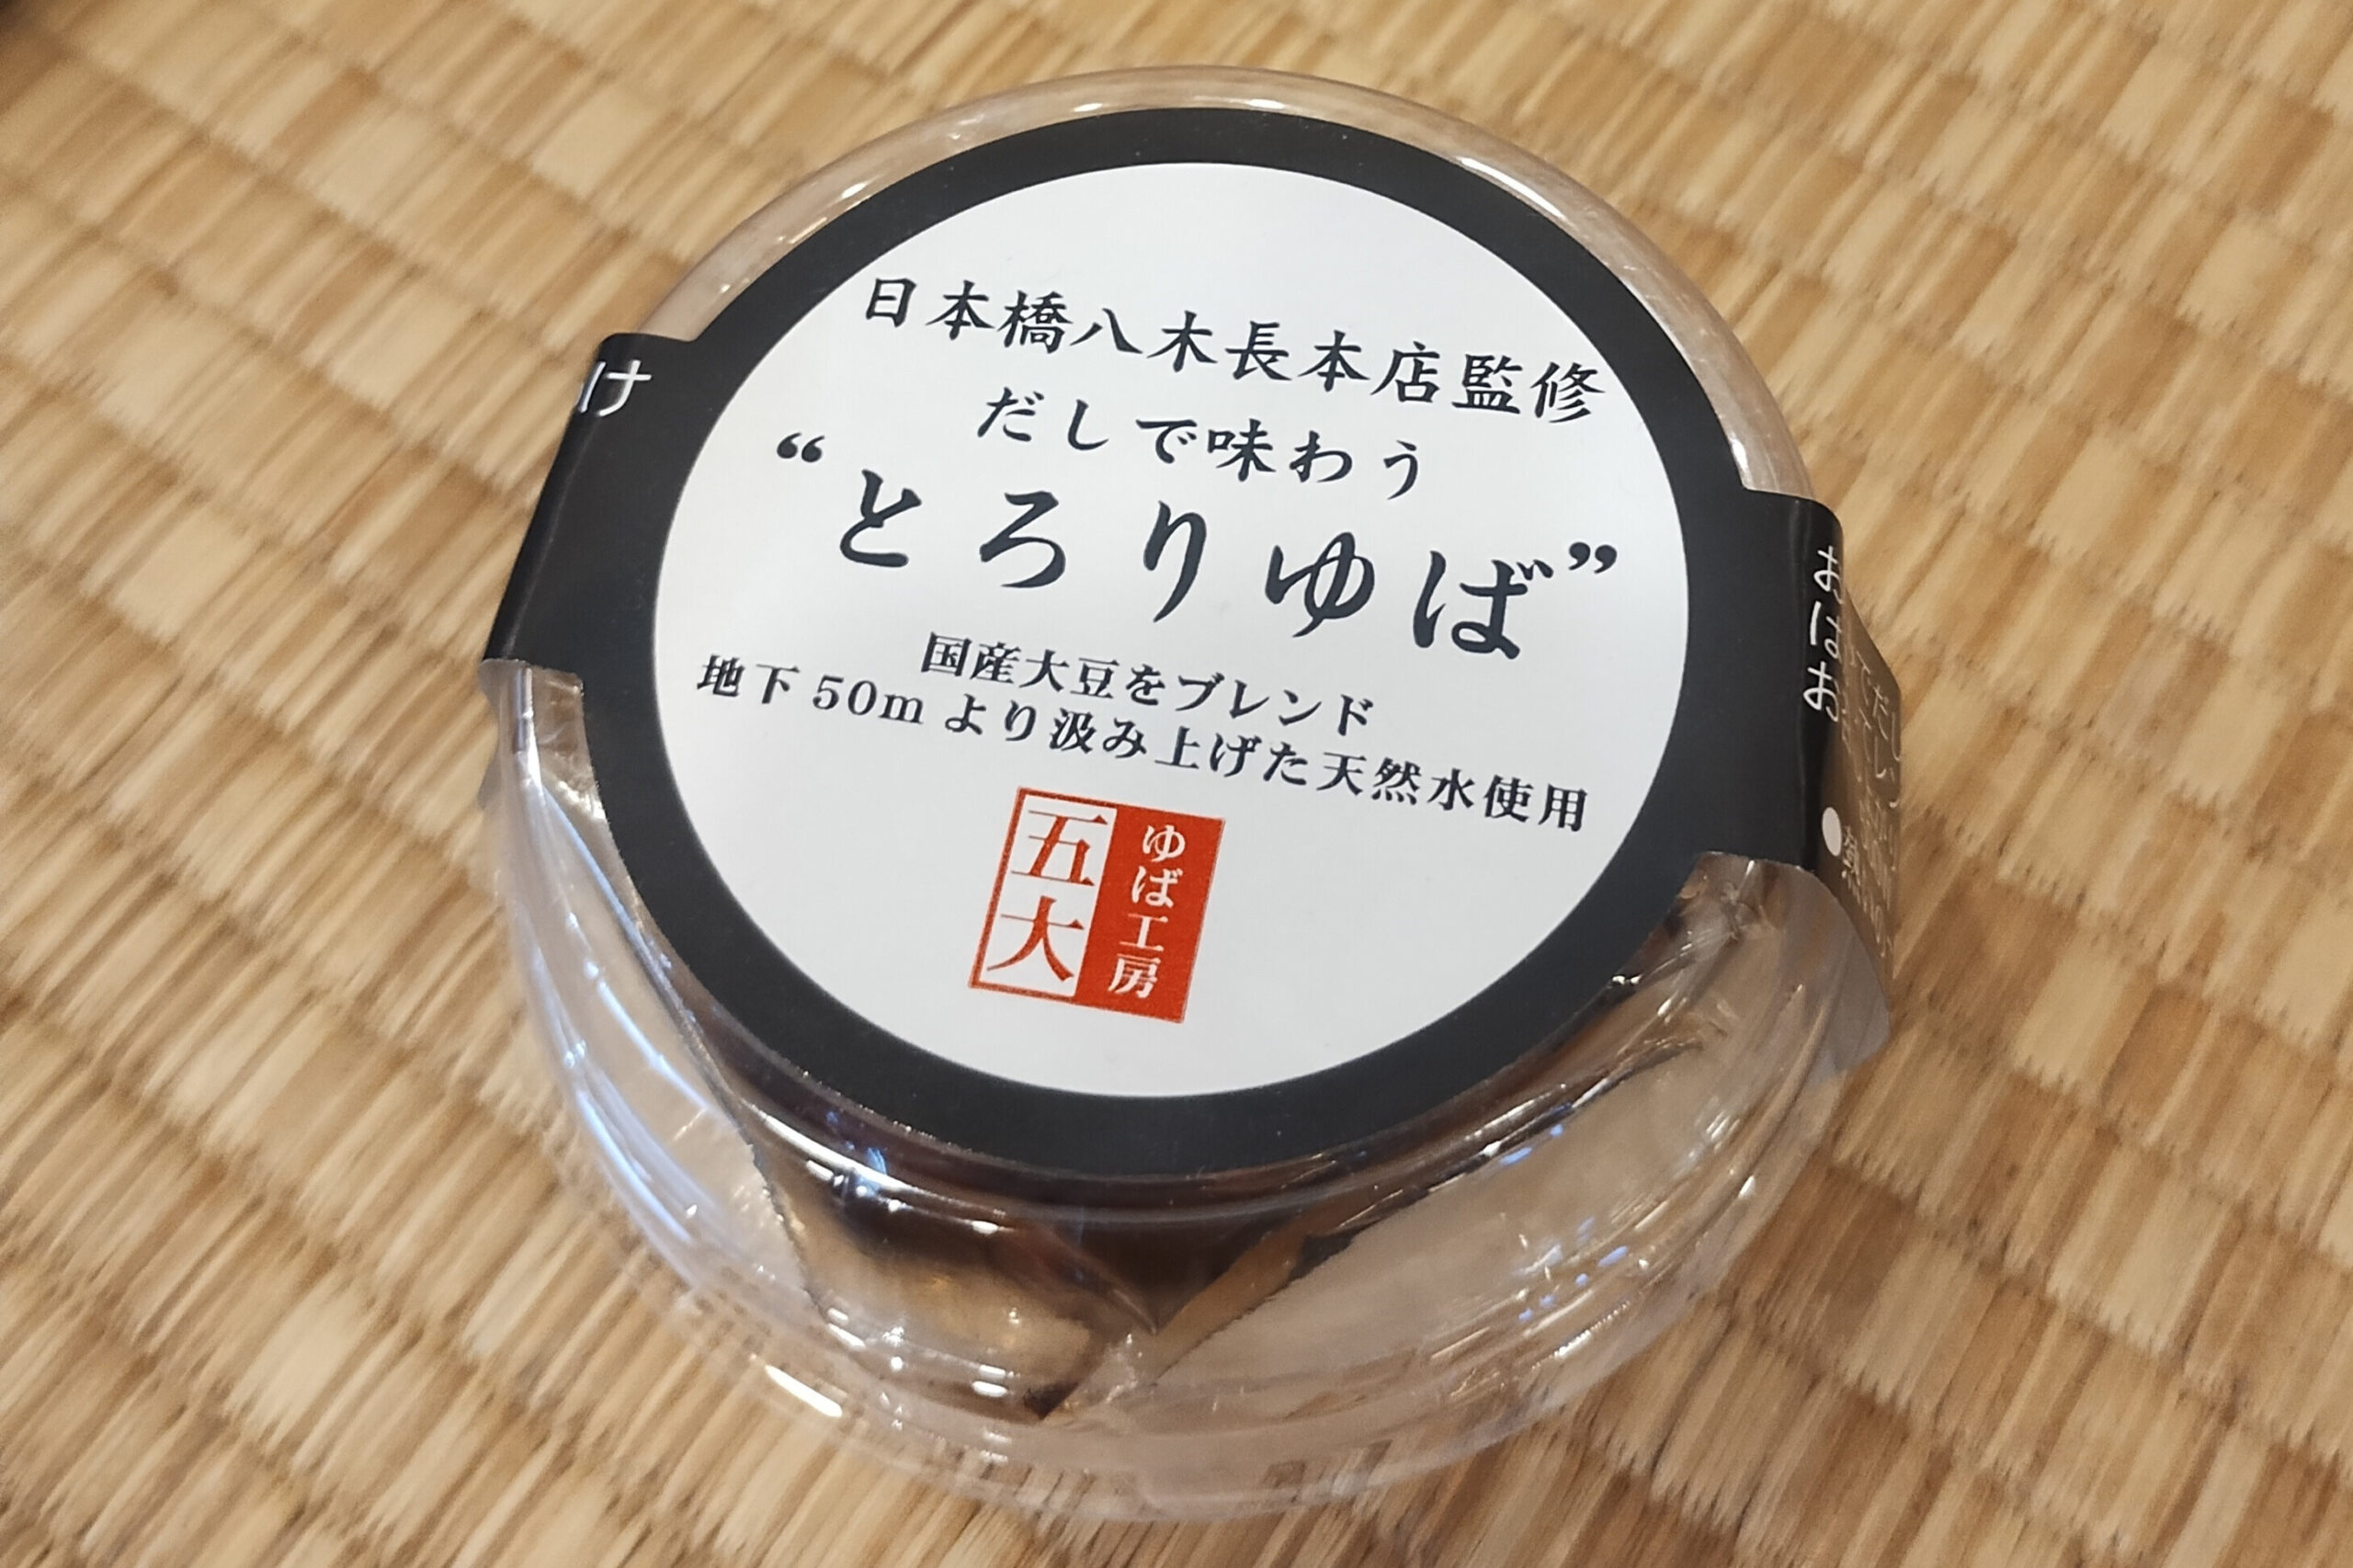 日本橋八木長本店監修
だしで味わう
“とろりゆば”
国産大豆をブレンド
地下50mより汲み上げた天然水使用
ゆば工房
五大
け